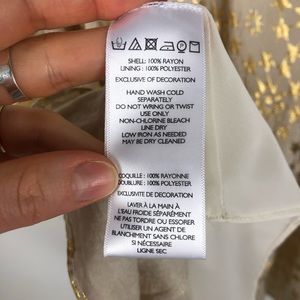 SHELL: 100% RAYON
LINING : 100% POLYESTER
EXCLUSIVE OF DECORATION
HAND WASH COLD
SEPARATELY
DO NOT WRING OR TWIST
USE ONLY
NON-CHLORINE BLEACH
LINE DRY
LOW IRON AS NEEDED
MAY BE DRY CLEANED
COQUILLE : 100% RAYONNE
DOUBLURE : 100% POLYESTER
EXCLUSIVITE DE DECORATION
LAVER À LA MAIN À
L'EAU FROIDE SÉPARÉMENT
NE PAS TORDRE OU ESSORER
UTILISER UN AGENT DE
BLANCHIMENT SANS CHLORE
SI NÉCESSAIRE
LIGNE SEC